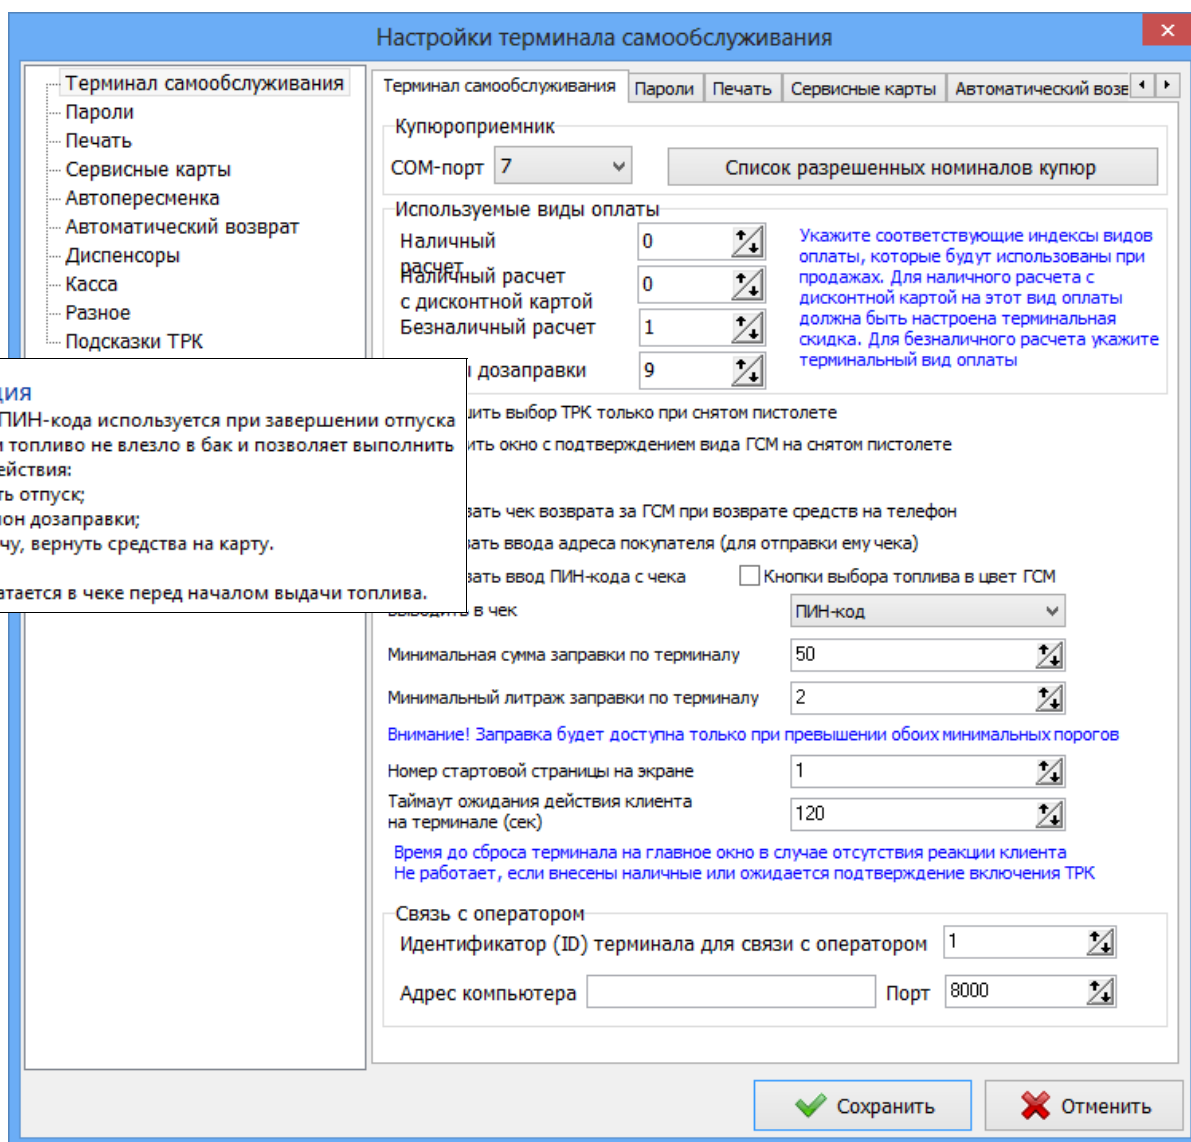 Настройки терминала самообслуживания
Терминал самообслуживания
Пароли
Печать
Сервисные карты
Автопересменка
Автоматический возврат
Диспенсоры
Касса
Разное
Подсказки ТРК
Терминал самообслуживания Пароли Печать Сервисные карты Автоматический возв
Купюроприемник
COM-порт 7 Список разрешенных номиналов купюр
Используемые виды оплаты
Наличный расчет 0
Наличный расчет
с дисконтной картой 0
Безналичный расчет 1
дозаправки 9
Укажите соответствующие индексы видов
оплаты, которые будут использованы при
продажах. Для наличного расчета с
дисконтной картой на этот вид оплаты
должна быть настроена терминальная
скидка. Для безналичного расчета укажите
терминальный вид оплаты
ПИН-кода используется при завершении отпуска
топливо не влезло в бак и позволяет выполнить
отпуск;
дозаправки;
вернуть средства на карту.
в чеке перед началом выдачи топлива.
выбор ТРК только при снятом пистолете
окно с подтверждением вида ГСМ на снятом пистолете
чек возврата за ГСМ при возврате средств на телефон
ввода адреса покупателя (для отправки ему чека)
ввод ПИН-кода с чека Кнопки выбора топлива в цвет ГСМ
Выводить в чек ПИН-код
Минимальная сумма заправки по терминалу 50
Минимальный литраж заправки по терминалу 2
Внимание! Заправка будет доступна только при превышении обоих минимальных порогов
Номер стартовой страницы на экране 1
Таймаут ожидания действия клиента
на терминале (сек) 120
Время до сброса терминала на главное окно в случае отсутствия реакции клиента
Не работает, если внесены наличные или ожидается подтверждение включения ТРК
Связь с оператором
Идентификатор (ID) терминала для связи с оператором 1
Адрес компьютера Порт 8000
Сохранить Отменить